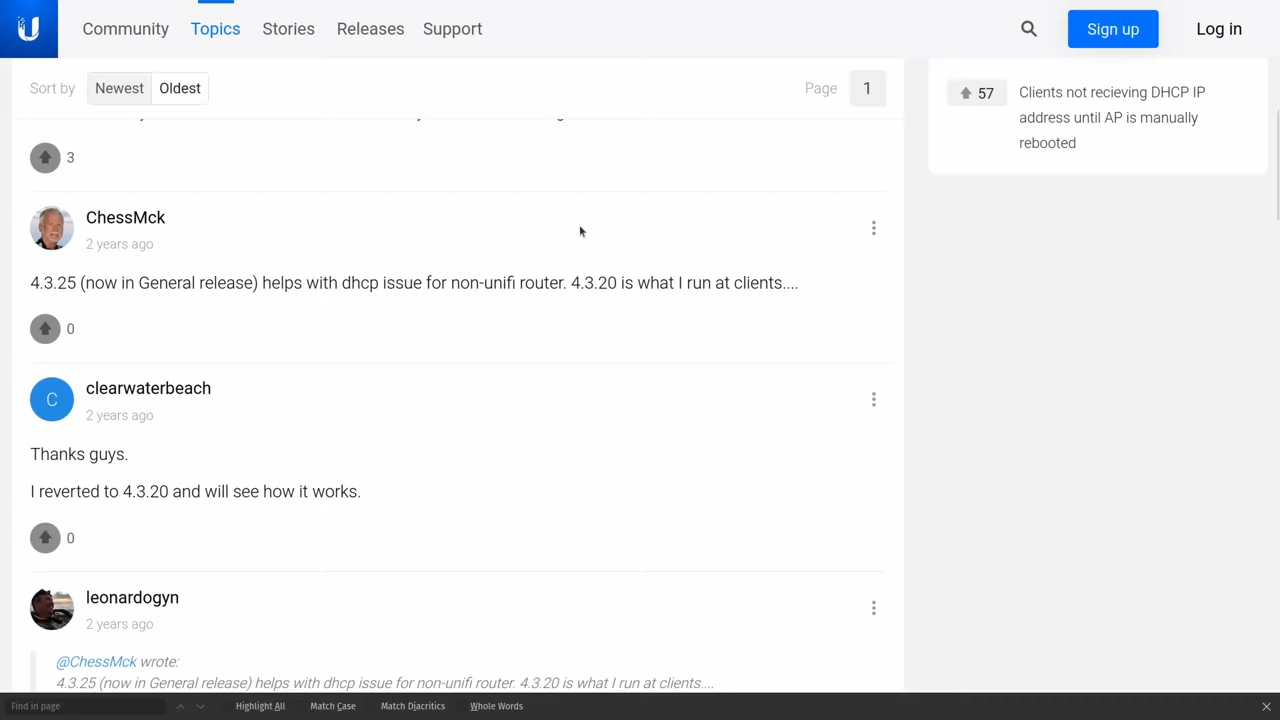 Community Topics Stories Releases Support Sign up Log in
Sort by Newest Oldest Page 1
57 Clients not recieving DHCP IP
address until AP is manually
rebooted
3
ChessMck
2 years ago
4.3.25 (now in General release) helps with dhcp issue for non-unifi router. 4.3.20 is what I run at clients....
0
C
clearwaterbeach
2 years ago
Thanks guys.
I reverted to 4.3.20 and will see how it works.
0
leonardogyn
2 years ago
@ChessMck wrote:
4.3.25 (now in General release) helps with dhcp issue for non-unifi router. 4.3.20 is what I run at clients....
Find in page Highlight All Match Case Match Diacritics Whole Words